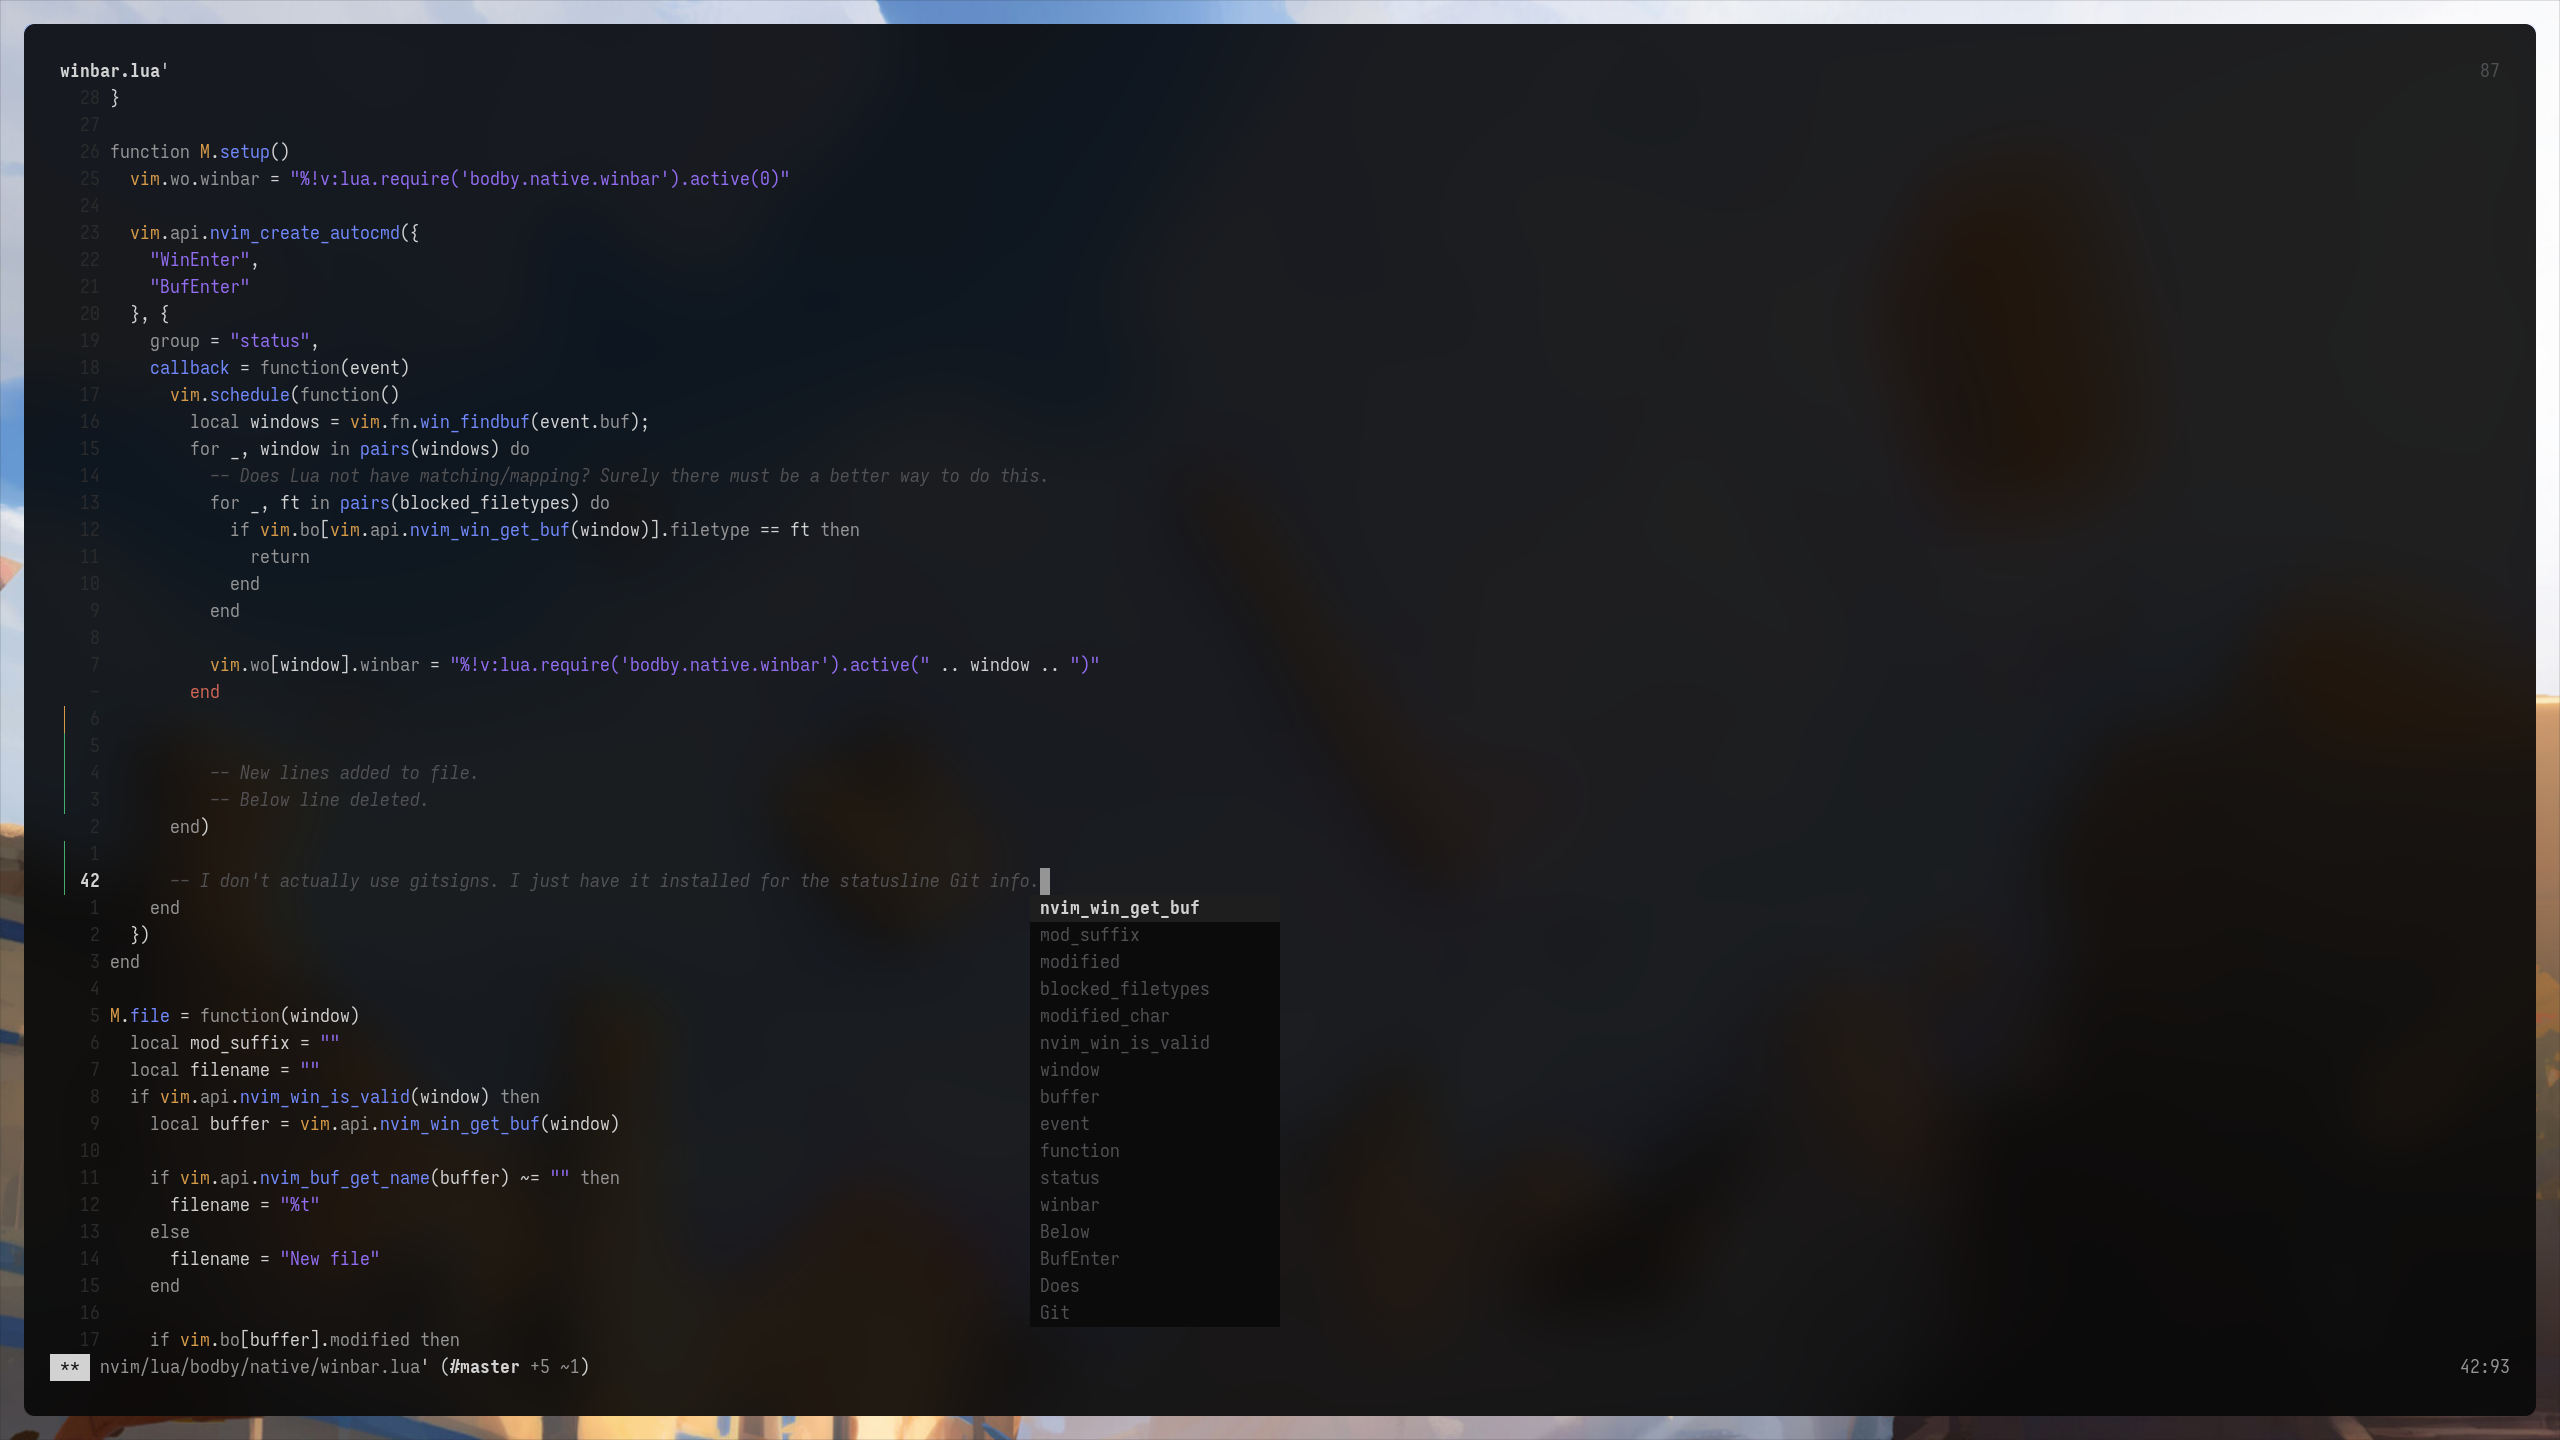 winbar.lua' 87
28 }
27
26 function M.setup()
25   vim.wo.winbar = "%!v:lua.require('bodby.native.winbar').active(0)"
24
23   vim.api.nvim_create_autocmd({
22     "WinEnter",
21     "BufEnter"
20   }, {
19     group = "status",
18     callback = function(event)
17       vim.schedule(function()
16         local windows = vim.fn.win_findbuf(event.buf);
15         for _, window in pairs(windows) do
14           -- Does Lua not have matching/mapping? Surely there must be a better way to do this.
13           for _, ft in pairs(blocked_filetypes) do
12             if vim.bo[vim.api.nvim_win_get_buf(window)].filetype == ft then
11               return
10             end
9           end
8
7           vim.wo[window].winbar = "%!v:lua.require('bodby.native.winbar').active(" .. window .. ")"
-         end
6
5
4           -- New lines added to file.
3           -- Below line deleted.
2       end)
1
42       -- I don't actually use gitsigns. I just have it installed for the statusline Git info.
1     end
2   })
3 end
4
5 M.file = function(window)
6   local mod_suffix = ""
7   local filename = ""
8   if vim.api.nvim_win_is_valid(window) then
9     local buffer = vim.api.nvim_win_get_buf(window)
10
11     if vim.api.nvim_buf_get_name(buffer) ~= "" then
12       filename = "%t"
13     else
14       filename = "New file"
15     end
16
17     if vim.bo[buffer].modified then
nvim_win_get_buf
mod_suffix
modified
blocked_filetypes
modified_char
nvim_win_is_valid
window
buffer
event
function
status
winbar
Below
BufEnter
Does
Git
** nvim/lua/bodby/native/winbar.lua' (#master +5 ~1) 42:93